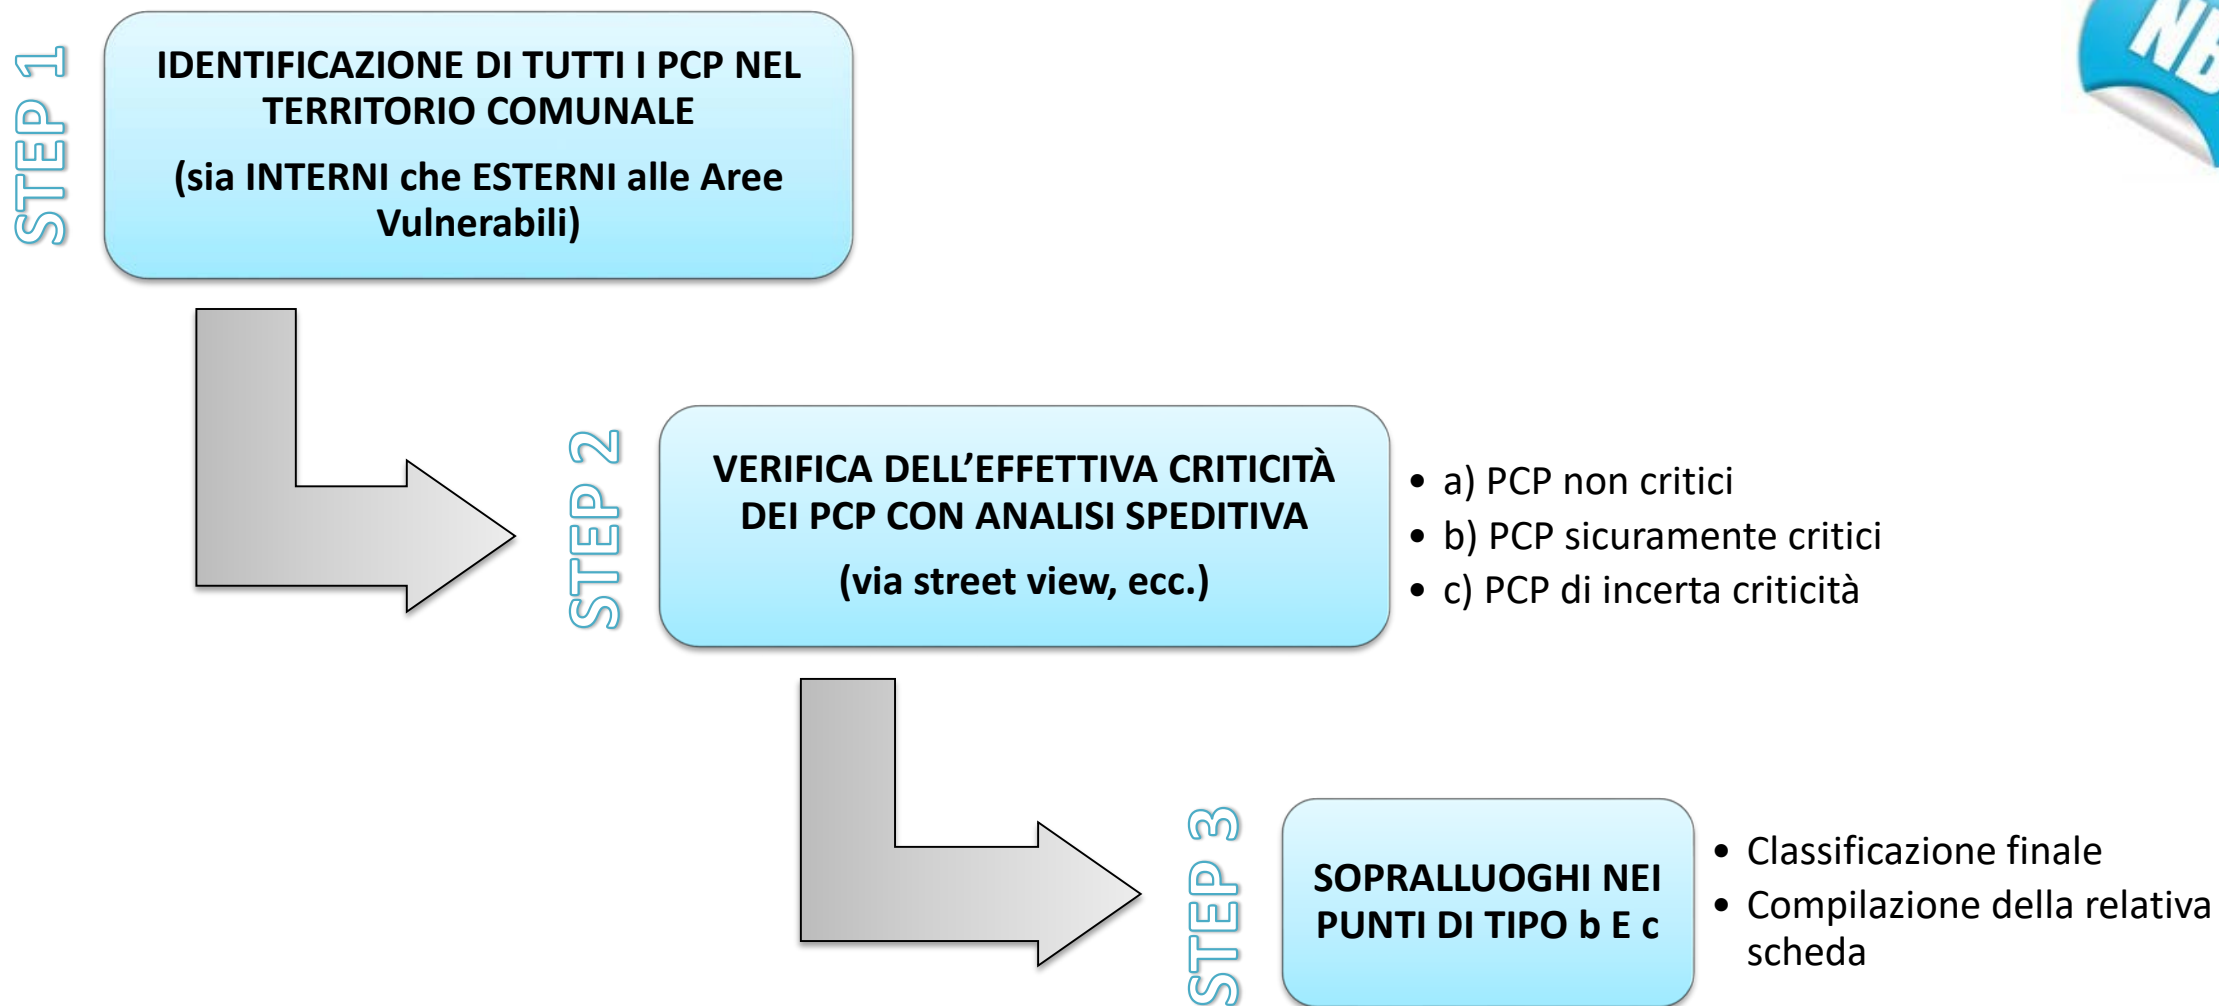 NB
STEP 1
IDENTIFICAZIONE DI TUTTI I PCP NEL
TERRITORIO COMUNALE
(sia INTERNI che ESTERNI alle Aree
Vulnerabili)
STEP 2
VERIFICA DELL’EFFETTIVA CRITICITÀ
DEI PCP CON ANALISI SPEDITIVA
(via street view, ecc.)
• a) PCP non critici
• b) PCP sicuramente critici
• c) PCP di incerta criticità
STEP 3
SOPRALLUOGHI NEI
PUNTI DI TIPO b E c
• Classificazione finale
• Compilazione della relativa
scheda